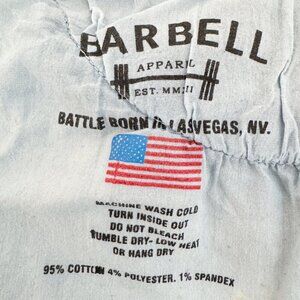 BARBELL
APPAREL
EST. MMXII
BATTLE BORN IN LAS VEGAS, NV.
MACHINE WASH COLD
TURN INSIDE OUT
DO NOT BLEACH
TUMBLE DRY- LOW HEAT
OR HANG DRY
95% COTTON 4% POLYESTER. 1% SPANDEX